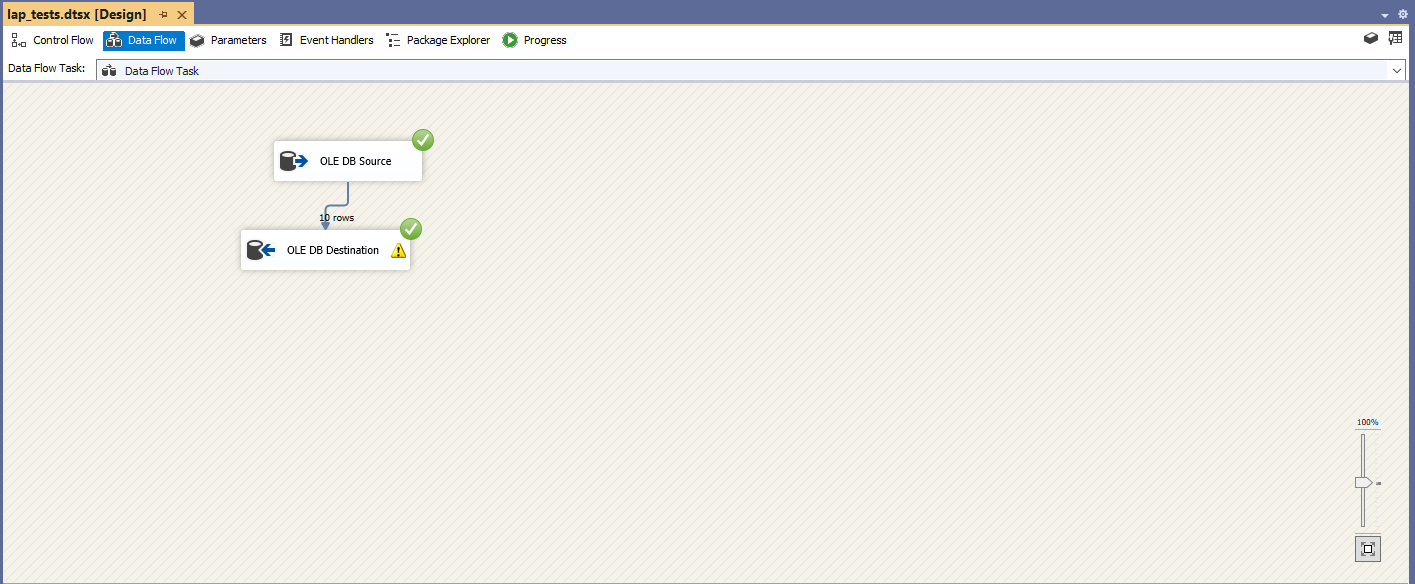 lap_tests.dtsx [Design]
Control Flow Data Flow Parameters Event Handlers Package Explorer Progress
Data Flow Task: Data Flow Task
OLE DB Source
10 rows
OLE DB Destination
100%